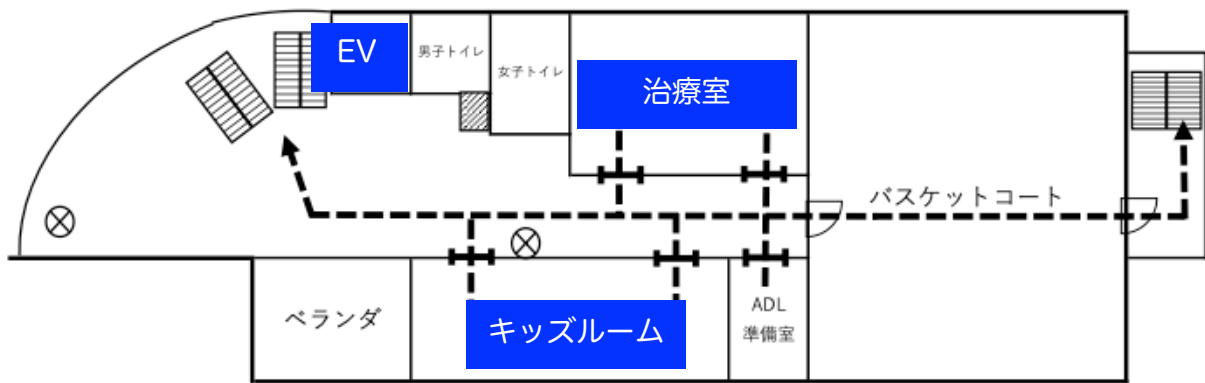 EV
男子トイレ
女子トイレ
治療室
バスケットコート
ベランダ
キッズルーム
ADL
準備室